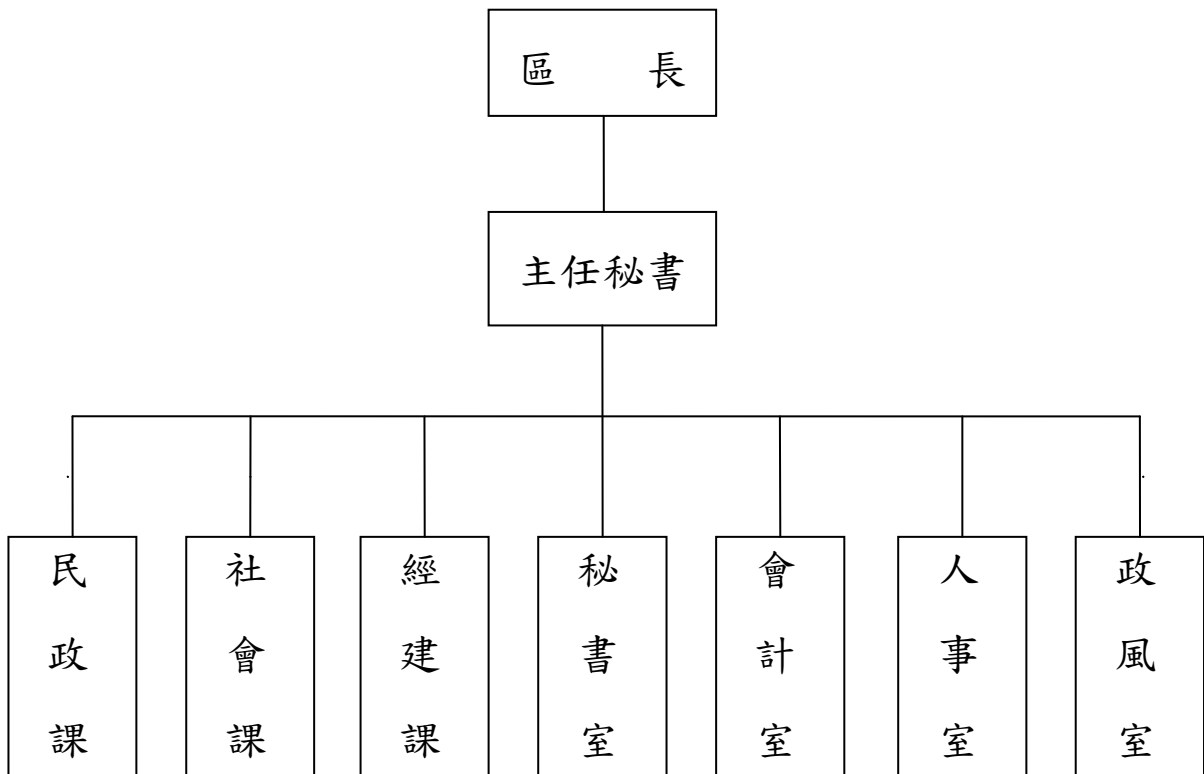 區 長
主任秘書
民政課
社會課
經建課
秘書室
會計室
人事室
政風室